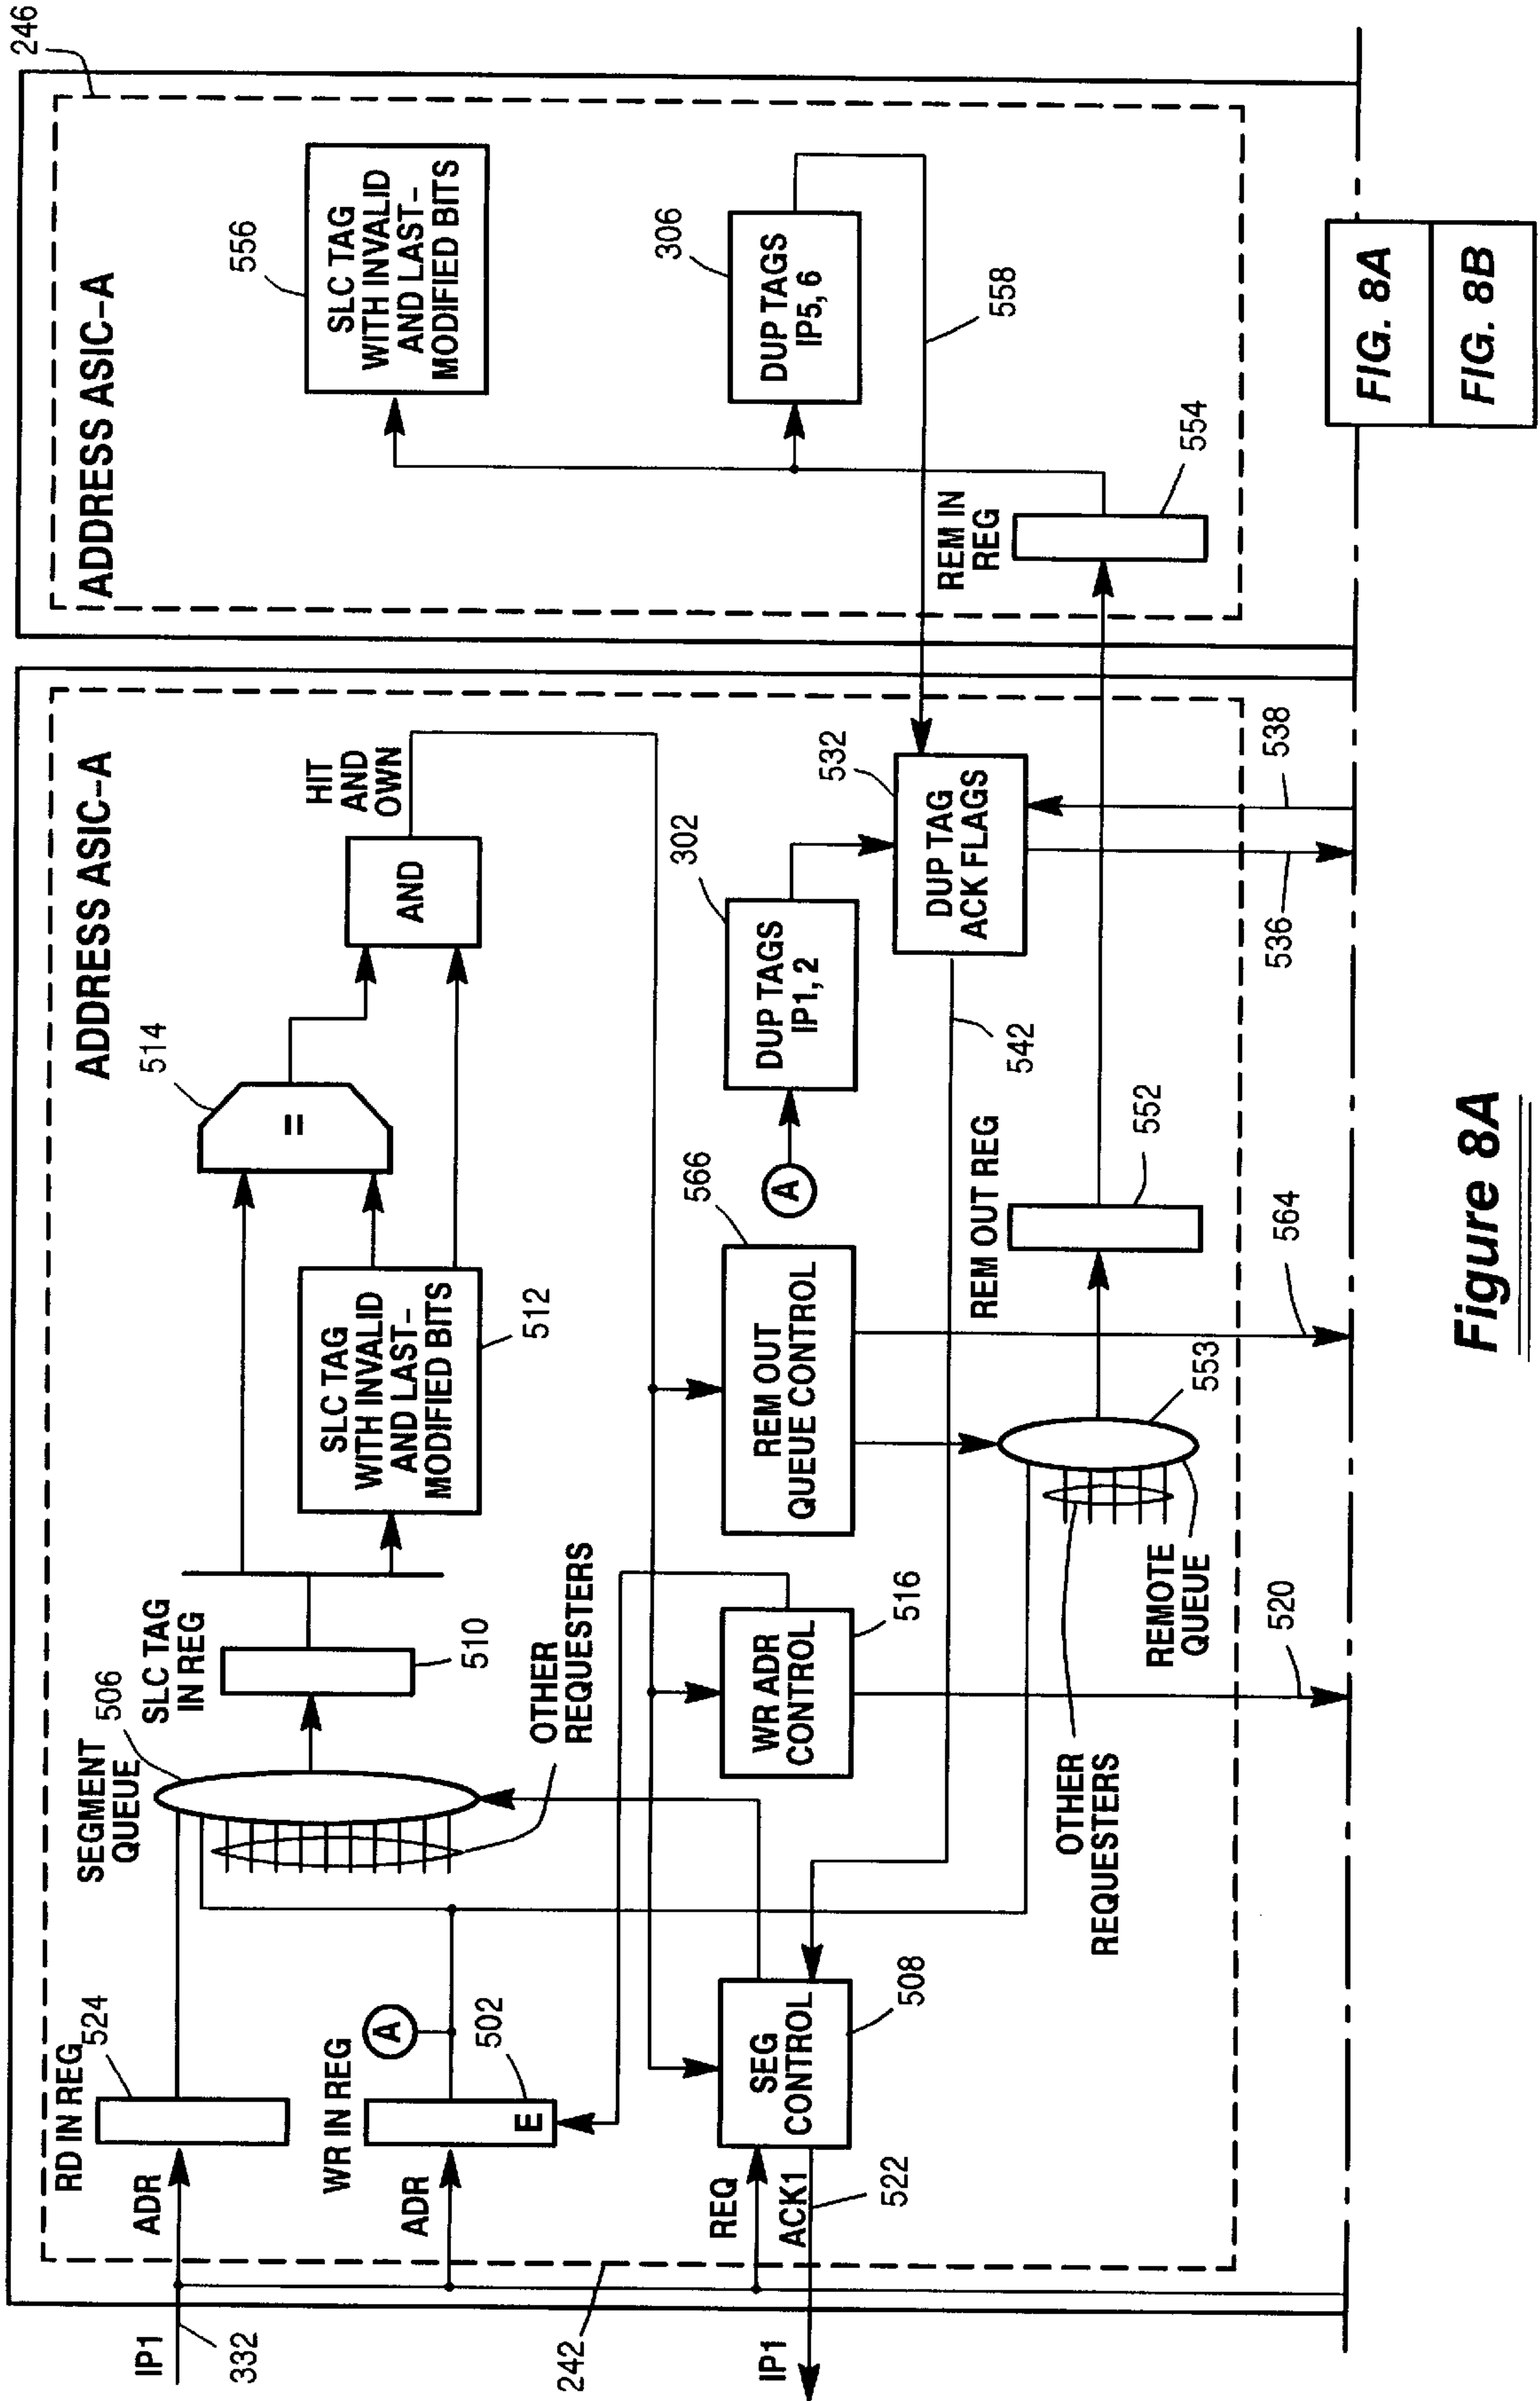 IP1
332
242
ADDRESS ASIC-A
RD IN REG
524
ADR
WR IN REG
A
502
E
ADR
REQ
ACK1
522
IP1
SEG
CONTROL
508
SEGMENT
QUEUE
506
OTHER
REQUESTERS
SLC TAG
IN REG
510
SLC TAG
WITH INVALID
AND LAST-
MODIFIED BITS
512
514
=
AND
HIT
AND
OWN
WR ADR
CONTROL
516
520
REM OUT
QUEUE CONTROL
566
564
A
DUP TAGS
IP1, 2
302
DUP TAG
ACK FLAGS
532
542
536
538
OTHER
REQUESTERS
REMOTE
QUEUE
553
REM OUT REG
552
ADDRESS ASIC-A
246
SLC TAG
WITH INVALID
AND LAST-
MODIFIED BITS
556
DUP TAGS
IP5, 6
306
558
REM IN
REG
554
FIG. 8A
FIG. 8B
Figure 8A